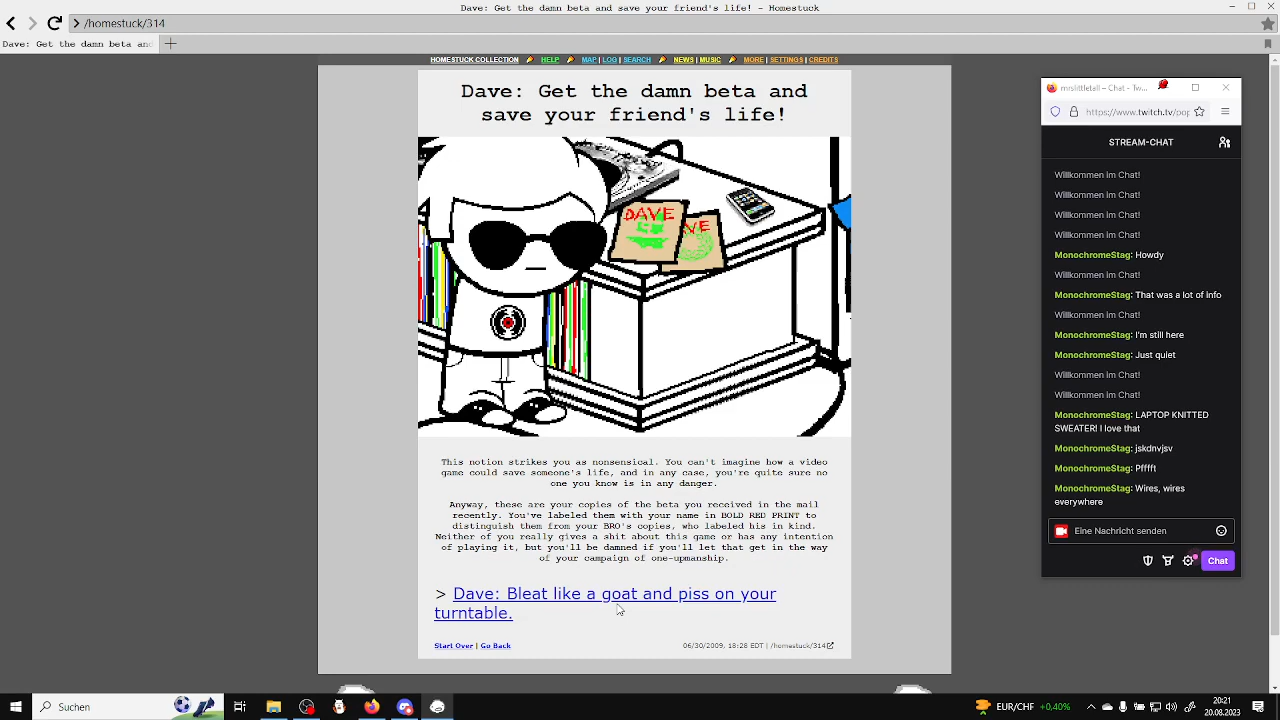 Dave: Get the damn beta and save your friend's life! - Homestuck
/homestuck/314
Dave: Get the damn beta and
HOMESTUCK COLLECTION HELP MAP | LOG | SEARCH NEWS | MUSIC MORE | SETTINGS | CREDITS
Dave: Get the damn beta and
save your friend's life!
DAVE
VE
This notion strikes you as nonsensical. You can't imagine how a video
game could save someone's life, and in any case, you're quite sure no
one you know is in any danger.
Anyway, these are your copies of the beta you received in the mail
recently. You've labeled them with your name in BOLD RED PRINT to
distinguish them from your BRO's copies, who labeled his in kind.
Neither of you really gives a shit about this game or has any intention
of playing it, but you'll be damned if you'll let that get in the way
of your campaign of one-upmanship.
> Dave: Bleat like a goat and piss on your
turntable.
Start Over | Go Back 06/30/2009, 18:28 EDT | /homestuck/314
mrslittletall – Chat - Tw...
https://www.twitch.tv/pop
STREAM-CHAT
Willkommen im Chat!
Willkommen im Chat!
Willkommen im Chat!
Willkommen im Chat!
MonochromeStag: Howdy
Willkommen im Chat!
MonochromeStag: That was a lot of info
Willkommen im Chat!
MonochromeStag: I'm still here
MonochromeStag: Just quiet
Willkommen im Chat!
Willkommen im Chat!
MonochromeStag: LAPTOP KNITTED
SWEATER! I love that
MonochromeStag: jskdnvjsv
MonochromeStag: Pfffft
MonochromeStag: Wires, wires
everywhere
Eine Nachricht senden
Chat
Suchen
EUR/CHF +0,40%
20:21
20.08.2023